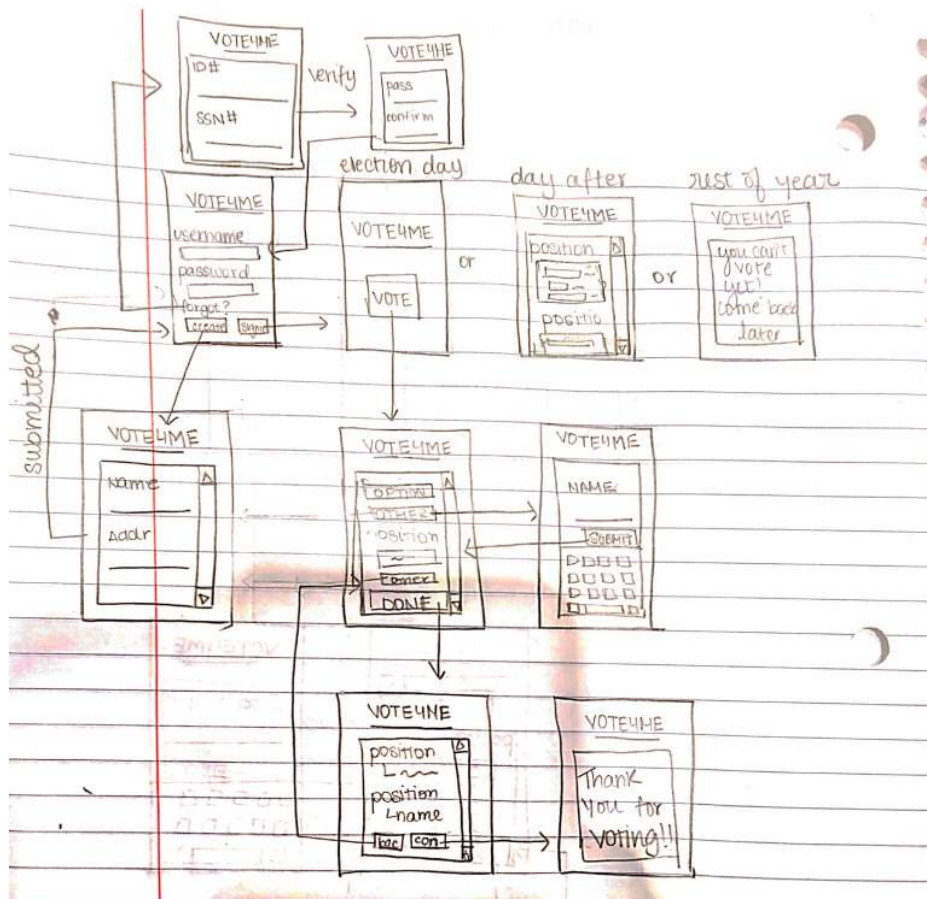 VOTE4ME
ID#
SSN#
verify
VOTE4ME
pass
confirm
VOTE4ME
username
password
forgot?
create
signin
election day
VOTE4ME
VOTE
or
day after
VOTE4ME
position
positio
or
rest of year
VOTE4ME
you can't
vote
yet!
come back
later
submitted
VOTE4ME
Name
Addr
VOTE4ME
OPTION
OTHER
position
DONE
VOTE4ME
NAME
SUBMIT
VOTE4ME
position
position
name
bac
con
VOTE4ME
Thank
you for
voting!!